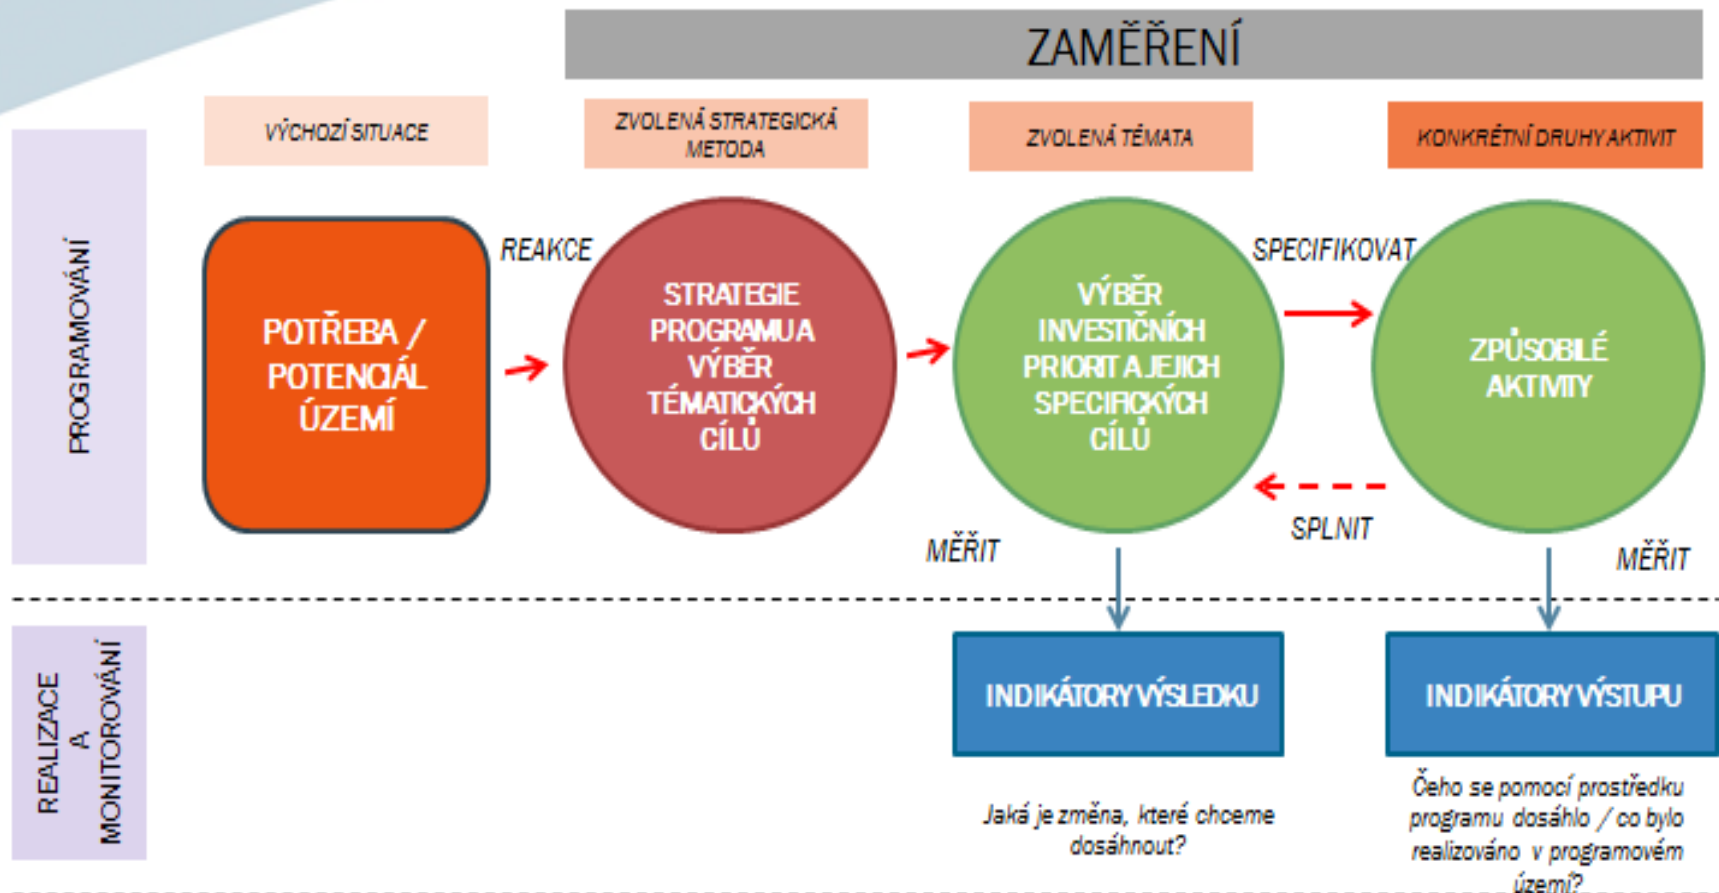 ZAMĚŘENÍ
VÝCHOZÍ SITUACE
ZVOLENÁ STRATEGICKÁ
METODA
ZVOLENÁ TÉMATA
KONKRÉTNÍ DRUHY AKTIVIT
PROGRAMOVÁNÍ
POTŘEBA /
POTENCIÁL
ÚZEMÍ
REAKCE
STRATEGIE
PROGRAMU A
VÝBĚR
TÉMATICKÝCH
CÍLŮ
VÝBĚR
INVESTIČNÍCH
PRIORIT A JEJICH
SPECIFICKÝCH
CÍLŮ
SPECIFIKOVAT
ZPŮSOBILÉ
AKTIVITY
SPLNIT
MĚŘIT
MĚŘIT
REALIZACE
A
MONITOROVÁNÍ
INDIKÁTORY VÝSLEDKU
INDIKÁTORY VÝSTUPU
Jaká je změna, které chceme
dosáhnout?
Čeho se pomocí prostředku
programu dosáhlo / co bylo
realizováno v programovém
území?